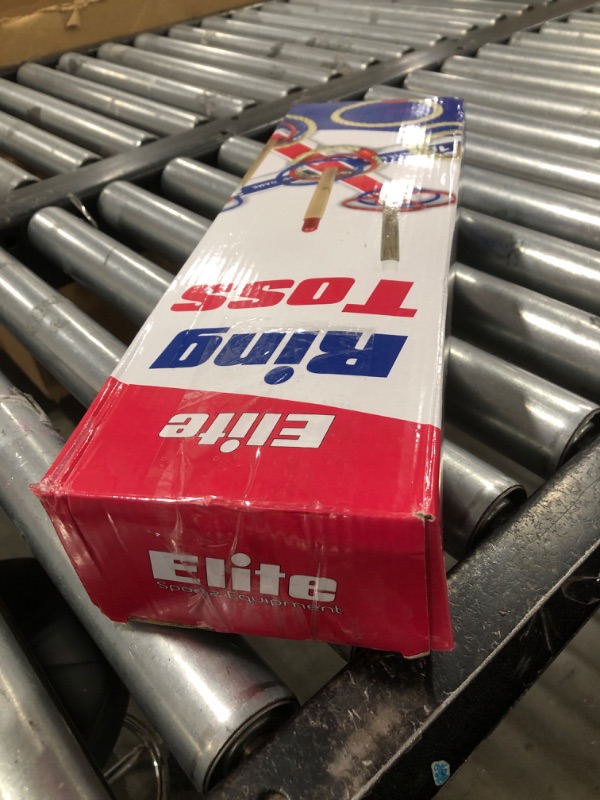 Toss
Ring
Elite
Elite
Sports Equipment